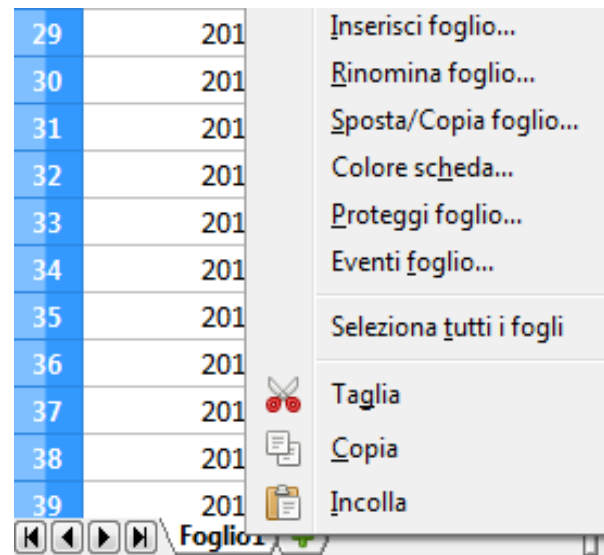 29 201 Inserisci foglio...
30 201 Rinomina foglio...
31 201 Sposta/Copia foglio...
32 201 Colore scheda...
33 201 Proteggi foglio...
34 201 Eventi foglio...
35 201 Seleziona tutti i fogli
36 201
37 201 Taglia
38 201 Copia
39 201 Incolla
Foglio1